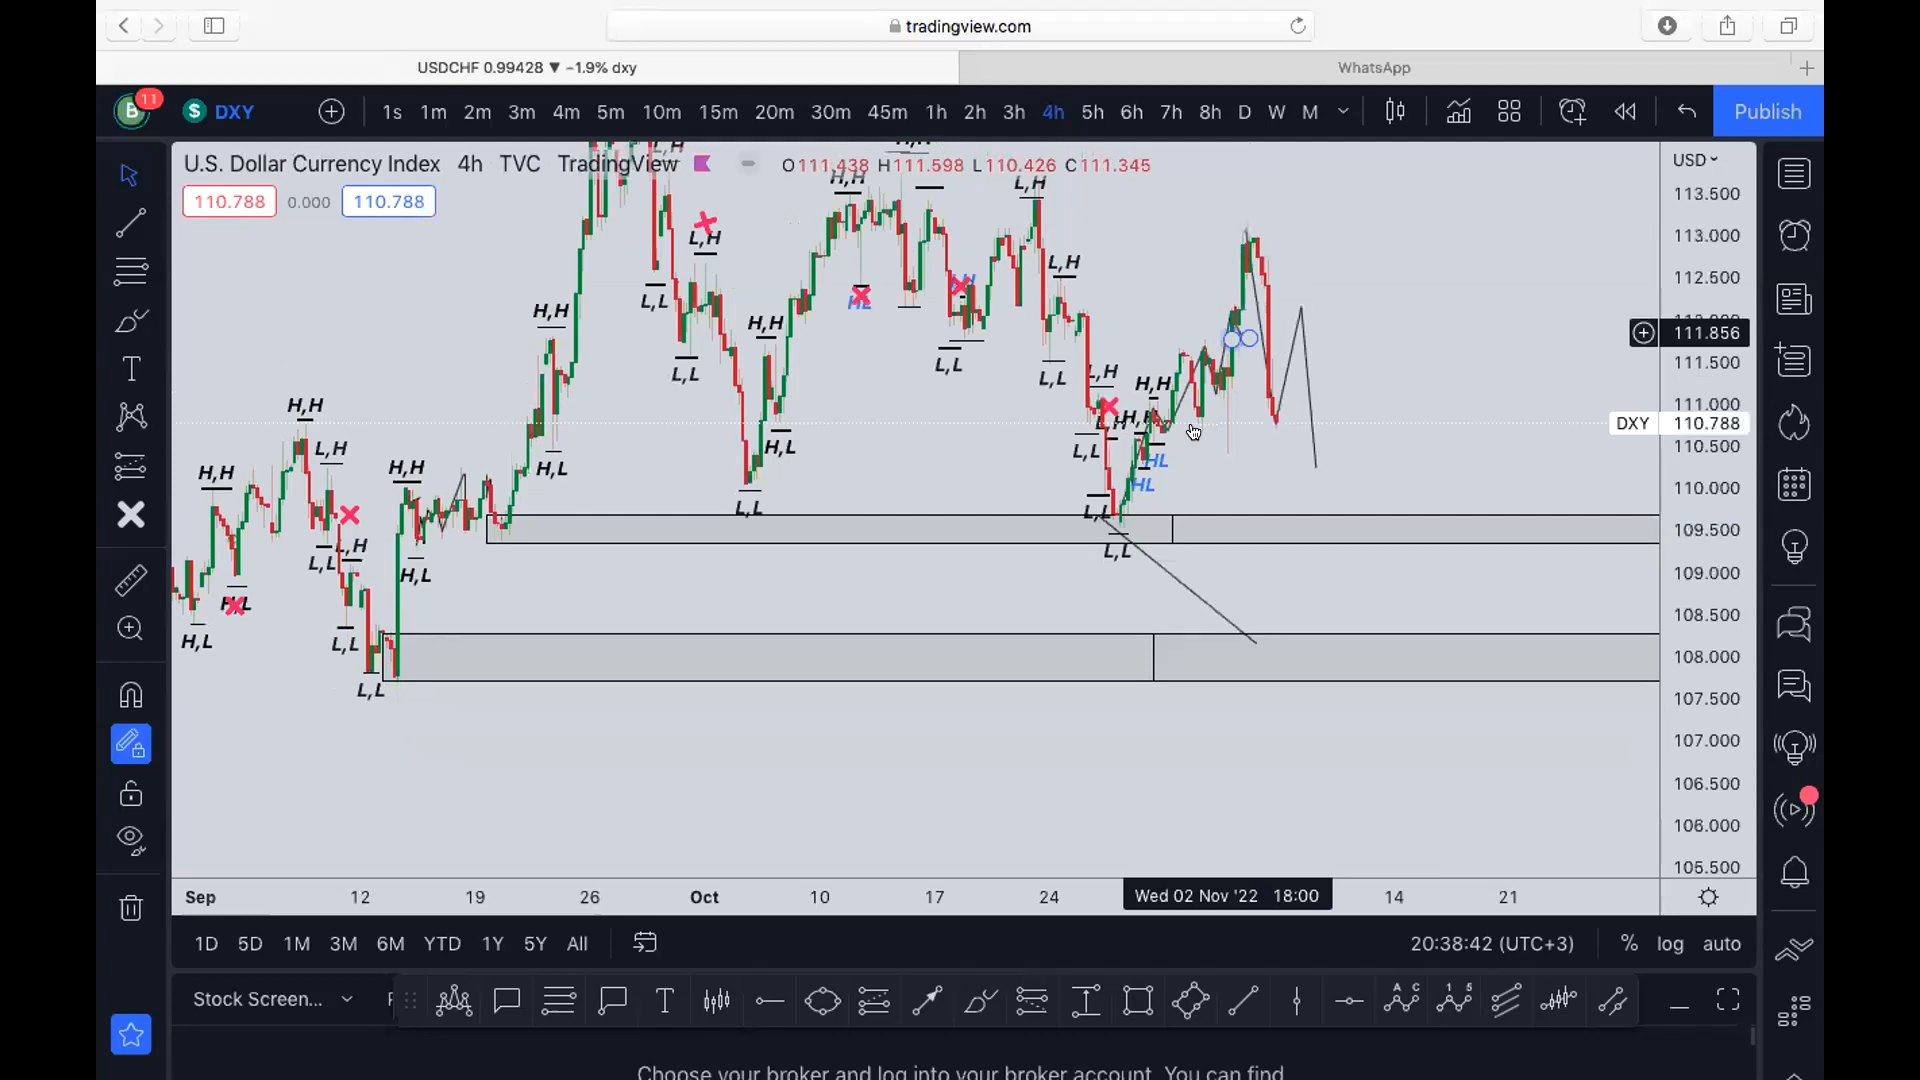 tradingview.com
USDCHF 0.99428 ▼ −1.9% dxy
WhatsApp
B 11 S DXY 1s 1m 2m 3m 4m 5m 10m 15m 20m 30m 45m 1h 2h 3h 4h 5h 6h 7h 8h D W M Publish
U.S. Dollar Currency Index 4h TVC TradingView O111.438 H111.598 L110.426 C111.345
USD
110.788 0.000 110.788
113.500
113.000
112.500
111.856
111.500
111.000
DXY 110.788
110.500
110.000
109.500
109.000
108.500
108.000
107.500
107.000
106.500
106.000
105.500
H,H
L,H
L,H
L,L
H,H
HL
L,H
L,H
L,L
H,H
H,H
L,L
L,L
L,L
L,H
H,H
H,H
L,H
H,H
H,L
H,L
L,L
HL
HL
H,H
L,L
L,L
L,H
L,L
L,L
H,L
H,L
L,L
L,L
Sep 12 19 26 Oct 10 17 24 Wed 02 Nov '22 18:00 14 21
1D 5D 1M 3M 6M YTD 1Y 5Y All 20:38:42 (UTC+3) % log auto
Stock Screen...
Choose your broker and log into your broker account. You can find